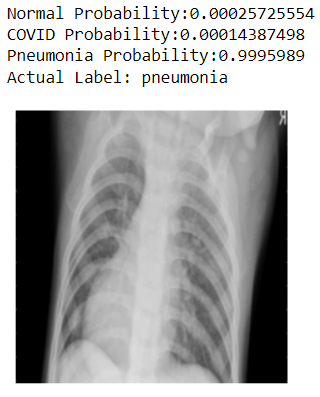 Normal Probability:0.00025725554
COVID Probability:0.00014387498
Pneumonia Probability:0.9995989
Actual Label: pneumonia